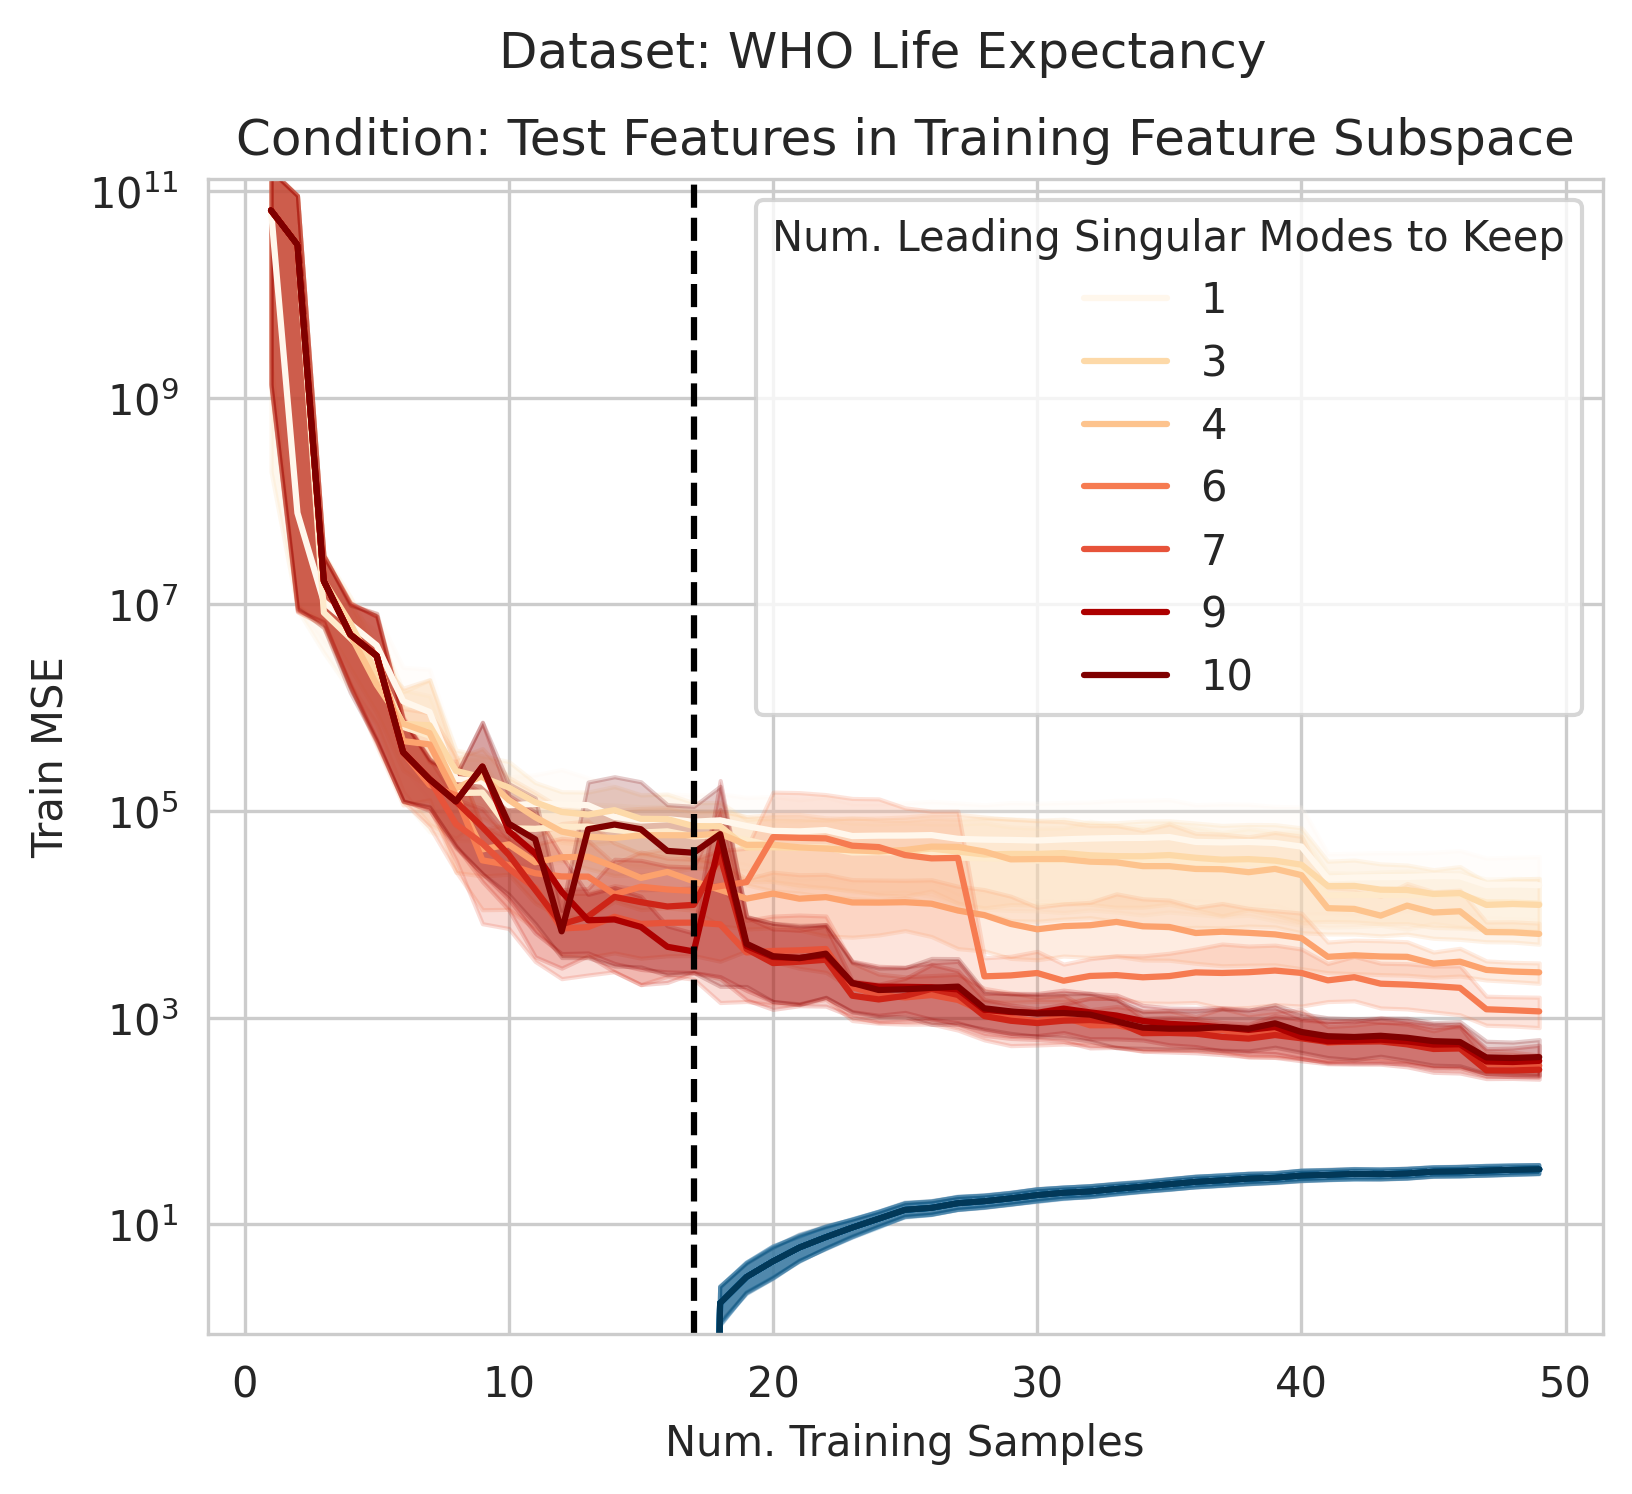 Dataset: WHO Life Expectancy
Condition: Test Features in Training Feature Subspace
10^11
10^9
10^7
10^5
10^3
10^1
Train MSE
Num. Leading Singular Modes to Keep
1
3
4
6
7
9
10
0 10 20 30 40 50
Num. Training Samples